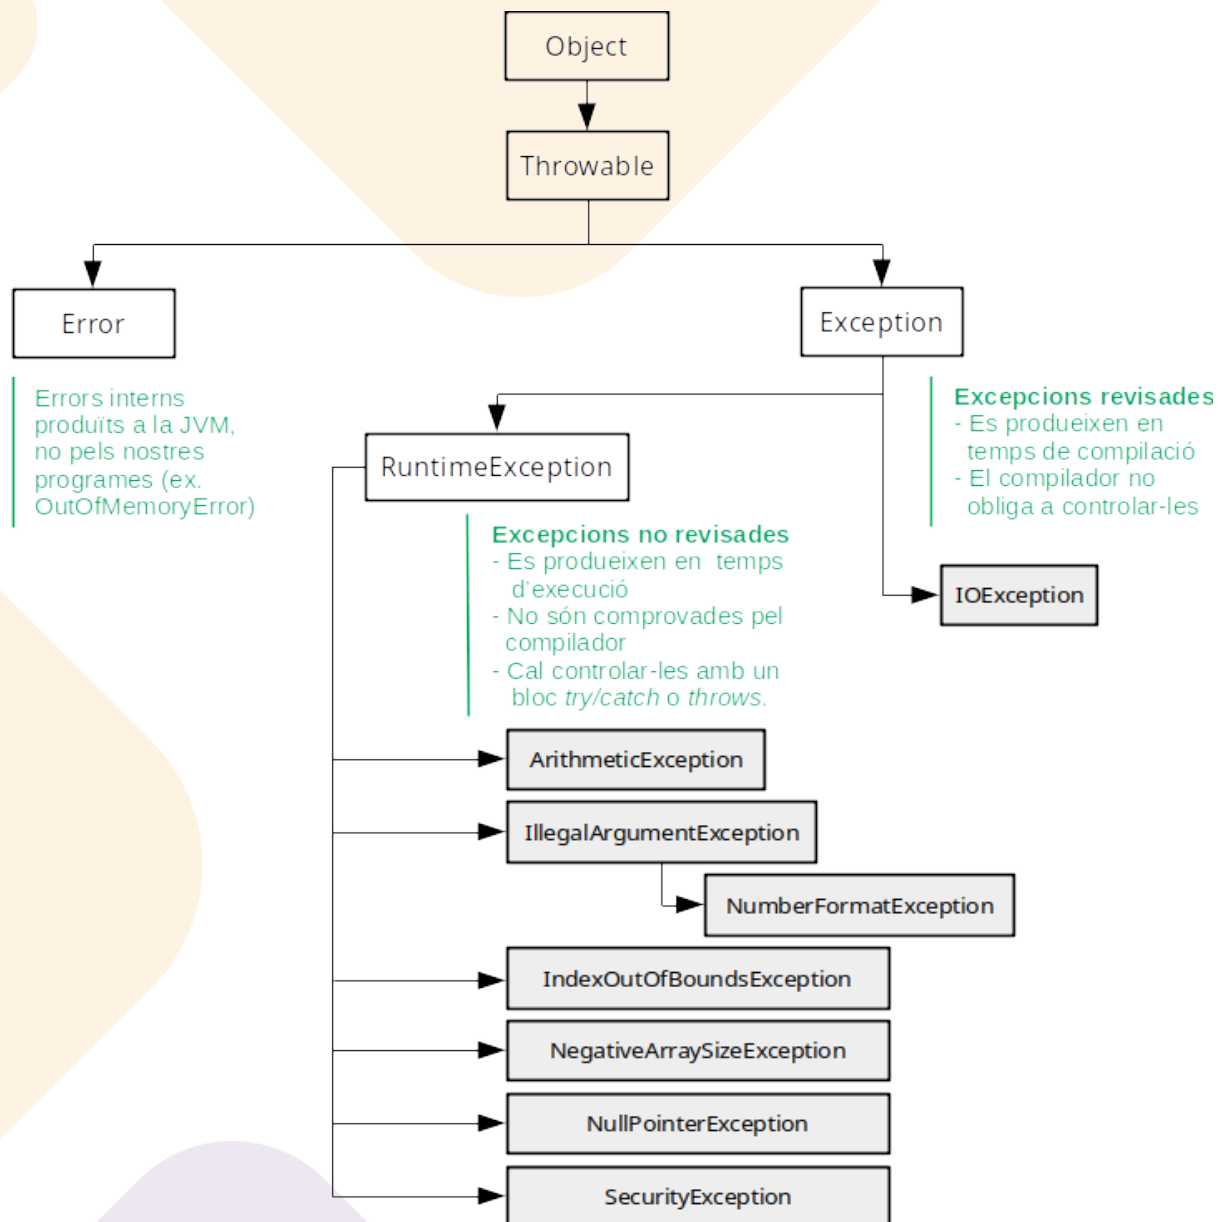 Object
Throwable
Error
Exception
Errors interns
produïts a la JVM,
no pels nostres
programes (ex.
OutOfMemoryError)
Excepcions revisades
- Es produeixen en
temps de compilació
- El compilador no
obliga a controlar-les
RuntimeException
Excepcions no revisades
- Es produeixen en temps
d'execució
- No són comprovades pel
compilador
- Cal controlar-les amb un
bloc try/catch o throws.
IOException
ArithmeticException
IllegalArgumentException
NumberFormatException
IndexOutOfBoundsException
NegativeArraySizeException
NullPointerException
SecurityException